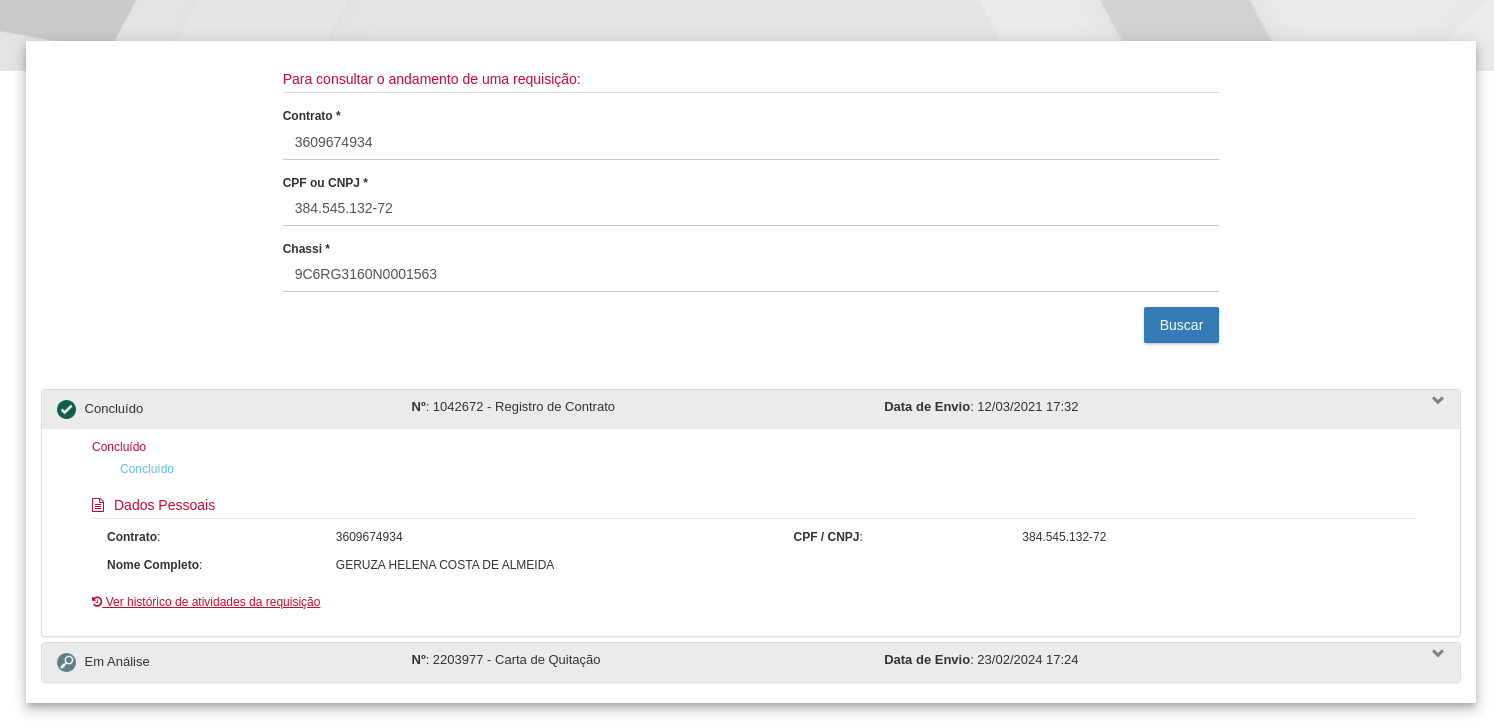 Para consultar o andamento de uma requisição:
Contrato *
3609674934
CPF ou CNPJ *
384.545.132-72
Chassi *
9C6RG3160N0001563
Buscar
Concluído Nº: 1042672 - Registro de Contrato Data de Envio: 12/03/2021 17:32
Concluído
Concluído
Dados Pessoais
Contrato: 3609674934 CPF / CNPJ: 384.545.132-72
Nome Completo: GERUZA HELENA COSTA DE ALMEIDA
Ver histórico de atividades da requisição
Em Análise Nº: 2203977 - Carta de Quitação Data de Envio: 23/02/2024 17:24